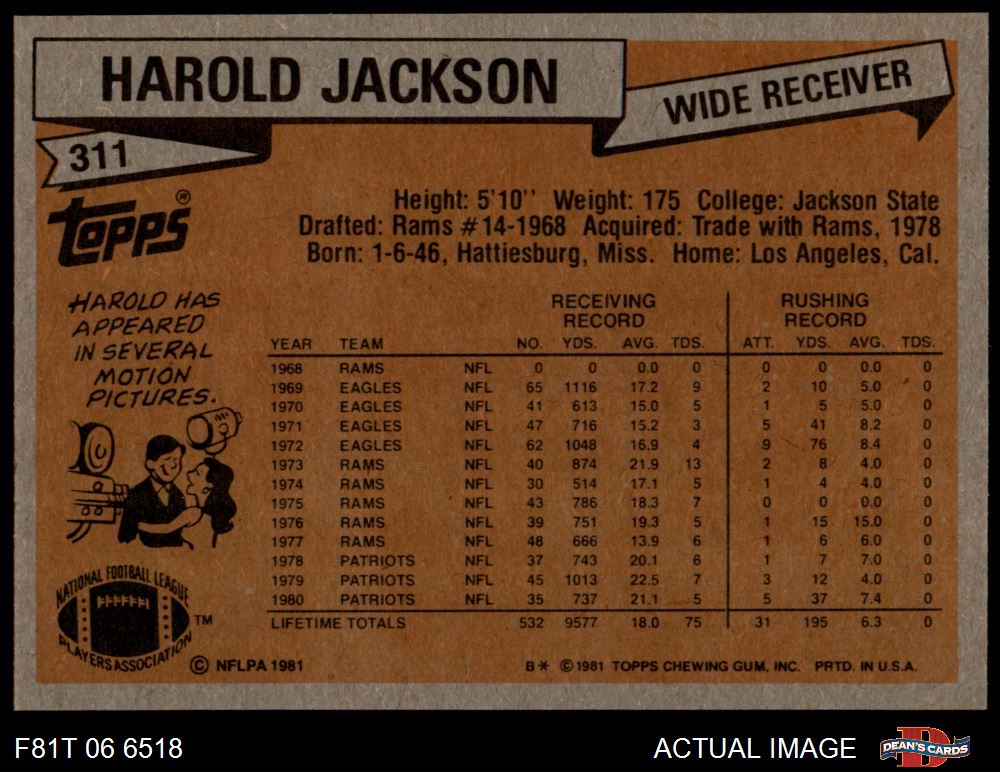 HAROLD JACKSON
WIDE RECEIVER
311
topps®
Height: 5'10'' Weight: 175 College: Jackson State
Drafted: Rams #14-1968 Acquired: Trade with Rams, 1978
Born: 1-6-46, Hattiesburg, Miss. Home: Los Angeles, Cal.
HAROLD HAS
APPEARED
IN SEVERAL
MOTION
PICTURES.
RECEIVING RUSHING
RECORD RECORD
YEAR TEAM NO. YDS. AVG. TDS. ATT. YDS. AVG. TDS.
1968 RAMS NFL 0 0 0.0 0 0 0 0.0 0
1969 EAGLES NFL 65 1116 17.2 9 2 10 5.0 0
1970 EAGLES NFL 41 613 15.0 5 1 5 5.0 0
1971 EAGLES NFL 47 716 15.2 3 5 41 8.2 0
1972 EAGLES NFL 62 1048 16.9 4 9 76 8.4 0
1973 RAMS NFL 40 874 21.9 13 2 8 4.0 0
1974 RAMS NFL 30 514 17.1 5 1 4 4.0 0
1975 RAMS NFL 43 786 18.3 7 0 0 0.0 0
1976 RAMS NFL 39 751 19.3 5 1 15 15.0 0
1977 RAMS NFL 48 666 13.9 6 1 6 6.0 0
1978 PATRIOTS NFL 37 743 20.1 6 1 7 7.0 0
1979 PATRIOTS NFL 45 1013 22.5 7 3 12 4.0 0
1980 PATRIOTS NFL 35 737 21.1 5 5 37 7.4 0
LIFETIME TOTALS 532 9577 18.0 75 31 195 6.3 0
NATIONAL FOOTBALL LEAGUE
PLAYERS ASSOCIATION
TM
© NFLPA 1981
B* ©1981 TOPPS CHEWING GUM, INC. PRTD. IN U.S.A.
F81T 06 6518
ACTUAL IMAGE
D
DEAN'S CARDS